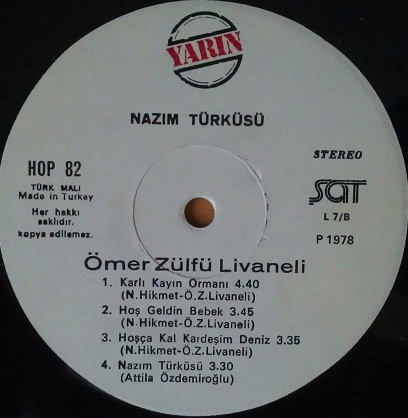 YARIN
NAZIM TÜRKÜSÜ
HOP 82
TÜRK MALI
Made in Turkey
Her hakkı
saklıdır.
kopya edilemez.
STEREO
SAT
L 7/B
P 1978
Ömer Zülfü Livaneli
1. Karlı Kayın Ormanı 4.40
(N.Hikmet-Ö.Z.Livaneli)
2. Hoş Geldin Bebek 3.45
(N.Hikmet-Ö.Z.Livaneli)
3. Hoşça Kal Kardeşim Deniz 3.35
(N.Hikmet-Ö.Z.Livaneli)
4. Nazım Türküsü 3.30
(Attila Özdemiroğlu)